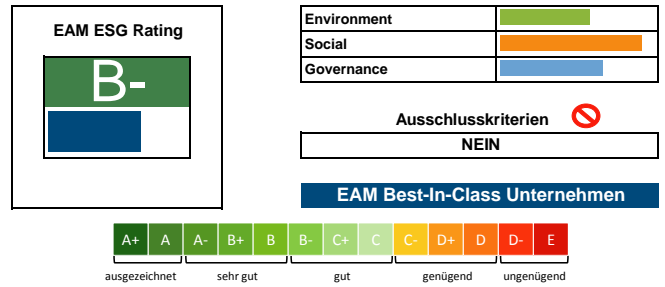 EAM ESG Rating
B-
Environment
Social
Governance
Ausschlusskriterien
NEIN
EAM Best-In-Class Unternehmen
A+ A A- B+ B B- C+ C C- D+ D D- E
ausgezeichnet sehr gut gut genügend ungenügend